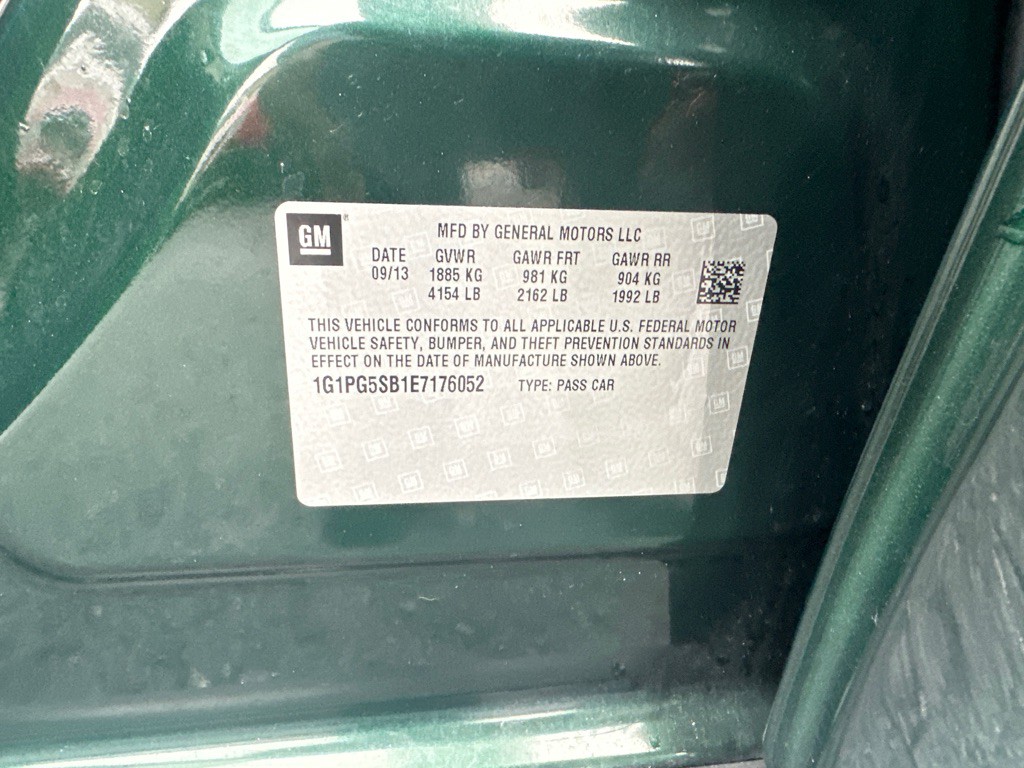 GM
MFD BY GENERAL MOTORS LLC
DATE GVWR GAWR FRT GAWR RR
09/13 1885 KG 981 KG 904 KG
4154 LB 2162 LB 1992 LB
THIS VEHICLE CONFORMS TO ALL APPLICABLE U.S. FEDERAL MOTOR
VEHICLE SAFETY, BUMPER, AND THEFT PREVENTION STANDARDS IN
EFFECT ON THE DATE OF MANUFACTURE SHOWN ABOVE.
1G1PG5SB1E7176052 TYPE: PASS CAR